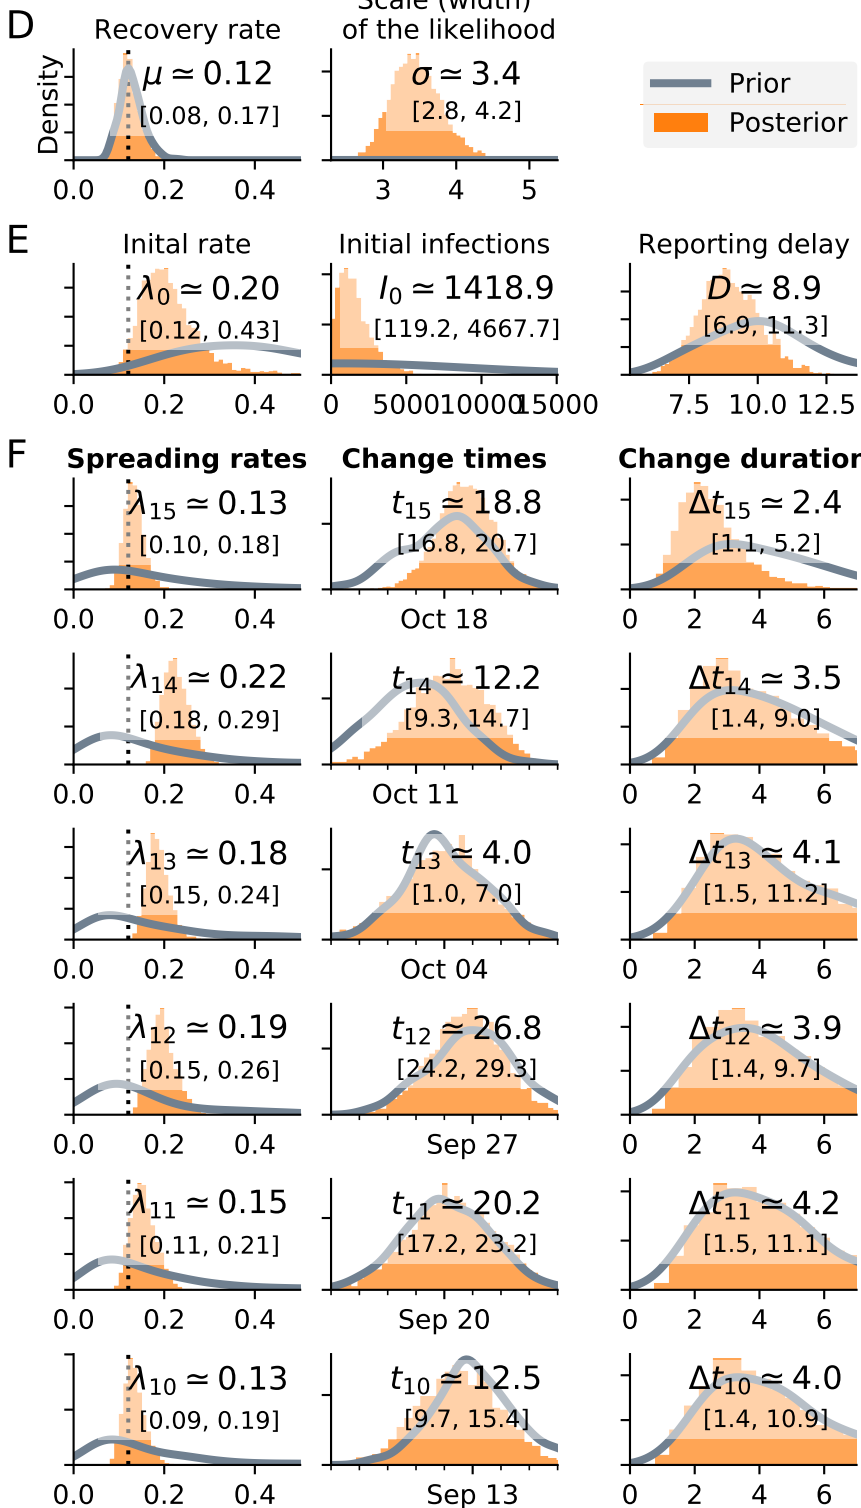 D
Recovery rate
Scale (width)
of the likelihood
Density
μ ≃ 0.12
[0.08, 0.17]
0.0 0.2 0.4
σ ≃ 3.4
[2.8, 4.2]
3 4 5
Prior
Posterior
E
Inital rate
λ0 ≃ 0.20
[0.12, 0.43]
0.0 0.2 0.4
Initial infections
I0 ≃ 1418.9
[119.2, 4667.7]
0 5000 10000 15000
Reporting delay
D ≃ 8.9
[6.9, 11.3]
7.5 10.0 12.5
F
Spreading rates
Change times
Change duration
λ15 ≃ 0.13
[0.10, 0.18]
0.0 0.2 0.4
t15 ≃ 18.8
[16.8, 20.7]
Oct 18
Δt15 ≃ 2.4
[1.1, 5.2]
0 2 4 6
λ14 ≃ 0.22
[0.18, 0.29]
0.0 0.2 0.4
t14 ≃ 12.2
[9.3, 14.7]
Oct 11
Δt14 ≃ 3.5
[1.4, 9.0]
0 2 4 6
λ13 ≃ 0.18
[0.15, 0.24]
0.0 0.2 0.4
t13 ≃ 4.0
[1.0, 7.0]
Oct 04
Δt13 ≃ 4.1
[1.5, 11.2]
0 2 4 6
λ12 ≃ 0.19
[0.15, 0.26]
0.0 0.2 0.4
t12 ≃ 26.8
[24.2, 29.3]
Sep 27
Δt12 ≃ 3.9
[1.4, 9.7]
0 2 4 6
λ11 ≃ 0.15
[0.11, 0.21]
0.0 0.2 0.4
t11 ≃ 20.2
[17.2, 23.2]
Sep 20
Δt11 ≃ 4.2
[1.5, 11.1]
0 2 4 6
λ10 ≃ 0.13
[0.09, 0.19]
0.0 0.2 0.4
t10 ≃ 12.5
[9.7, 15.4]
Sep 13
Δt10 ≃ 4.0
[1.4, 10.9]
0 2 4 6